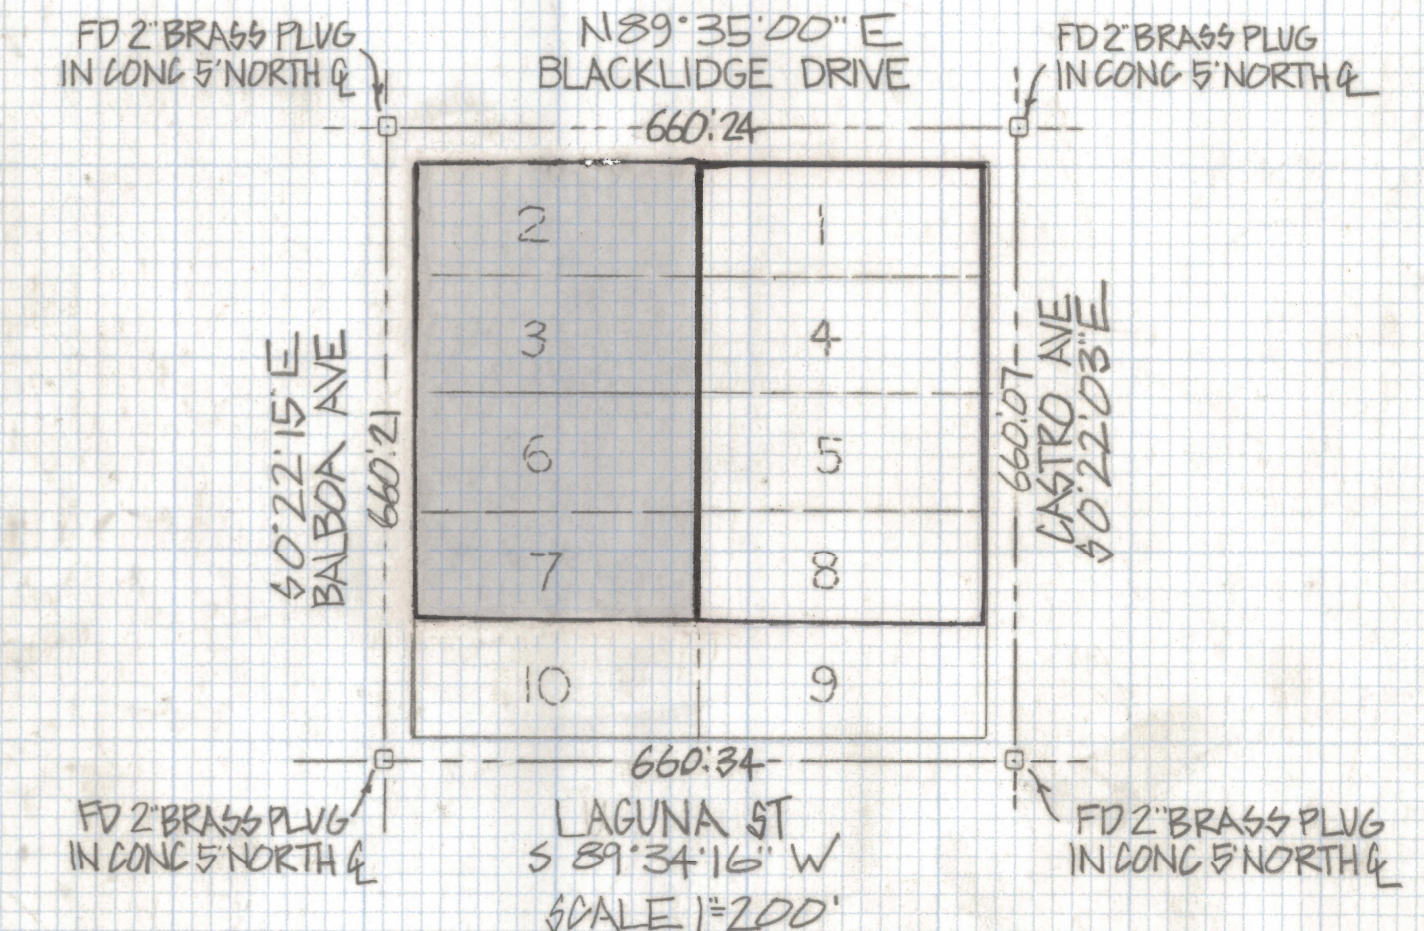 FD 2" BRASS PLUG
IN CONC 5' NORTH ℄
N 89°35'00" E
BLACKLIDGE DRIVE
FD 2" BRASS PLUG
IN CONC 5' NORTH ℄
660.'24
2
1
3
4
6
5
7
8
10
9
S 0°22'15" E
BALBOA AVE
660.'21
660.'07
CASTRO AVE
S 0°22'03" E
660.'34
FD 2" BRASS PLUG
IN CONC 5' NORTH ℄
LAGUNA ST
S 89°34'16" W
SCALE 1"=200'
FD 2" BRASS PLUG
IN CONC 5' NORTH ℄